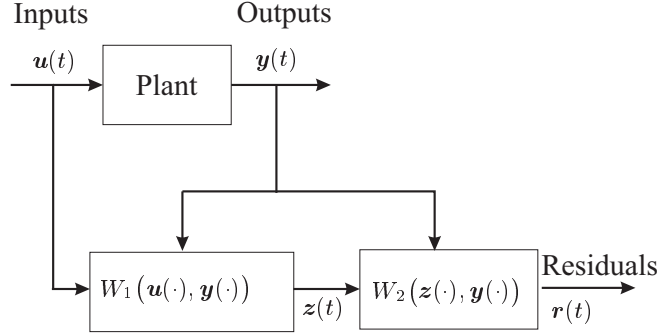 Inputs
Outputs
u(t)
y(t)
Plant
W₁(u(·), y(·))
z(t)
W₂(z(·), y(·))
Residuals
r(t)